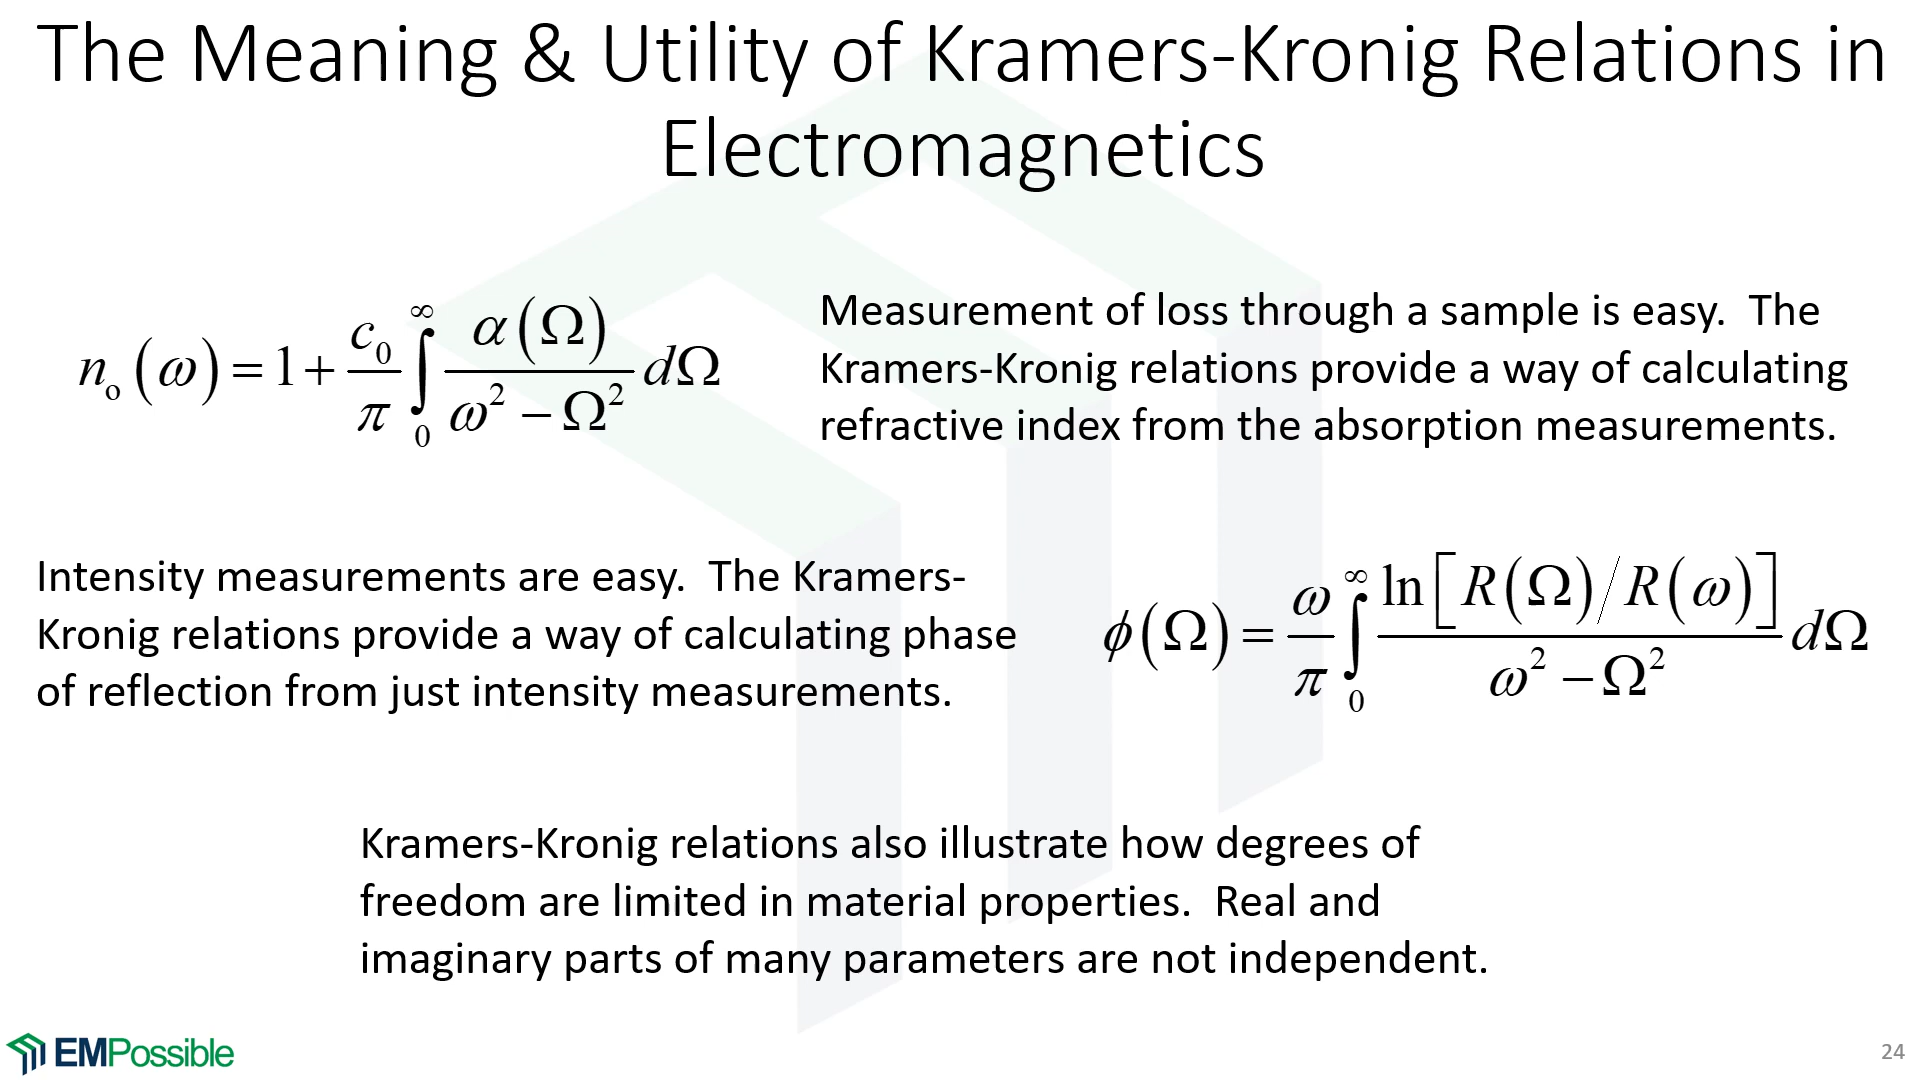 The Meaning & Utility of Kramers-Kronig Relations in
Electromagnetics
n_o(ω) = 1 + c_0/π ∫_0^∞ α(Ω)/(ω² − Ω²) dΩ
Measurement of loss through a sample is easy.  The
Kramers-Kronig relations provide a way of calculating
refractive index from the absorption measurements.
Intensity measurements are easy.  The Kramers-
Kronig relations provide a way of calculating phase
of reflection from just intensity measurements.
ϕ(Ω) = ω/π ∫_0^∞ ln[R(Ω)/R(ω)]/(ω² − Ω²) dΩ
Kramers-Kronig relations also illustrate how degrees of
freedom are limited in material properties.  Real and
imaginary parts of many parameters are not independent.
EMPossible
24